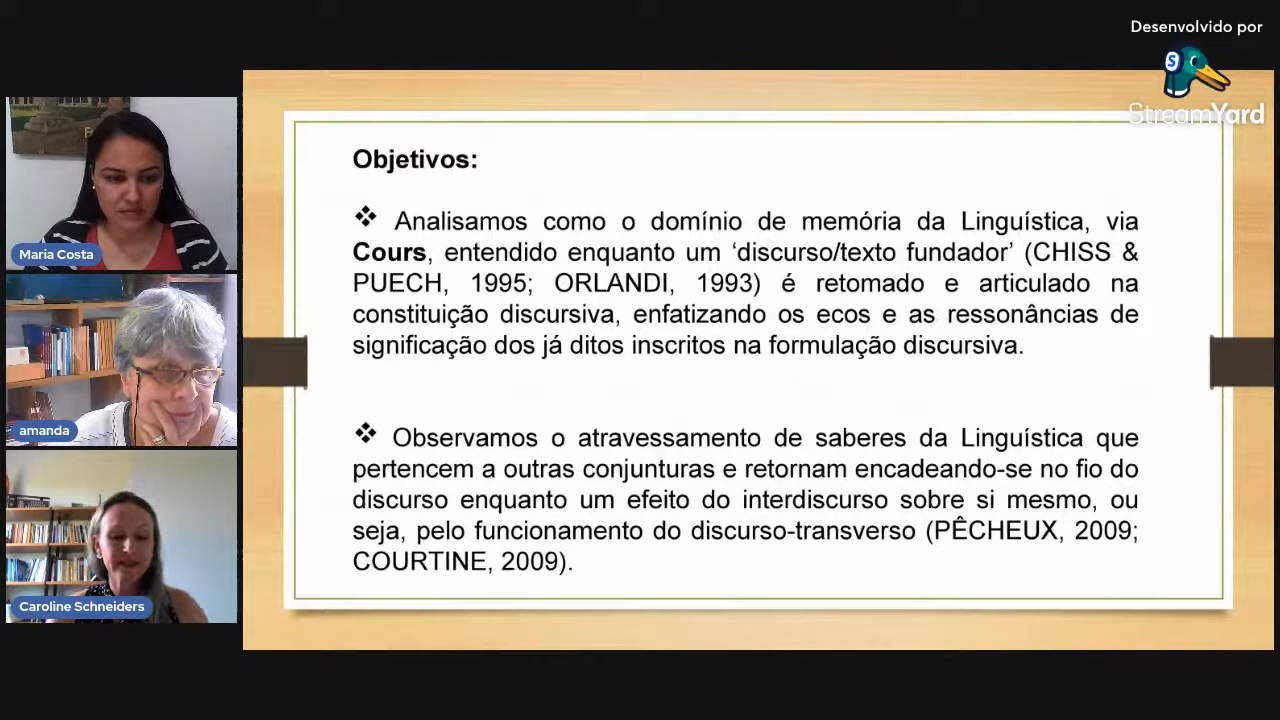 Desenvolvido por
StreamYard
Maria Costa
amanda
Caroline Schneiders
Objetivos:
❖ Analisamos como o domínio de memória da Linguística, via
Cours, entendido enquanto um ‘discurso/texto fundador’ (CHISS &
PUECH, 1995; ORLANDI, 1993) é retomado e articulado na
constituição discursiva, enfatizando os ecos e as ressonâncias de
significação dos já ditos inscritos na formulação discursiva.
❖ Observamos o atravessamento de saberes da Linguística que
pertencem a outras conjunturas e retornam encadeando-se no fio do
discurso enquanto um efeito do interdiscurso sobre si mesmo, ou
seja, pelo funcionamento do discurso-transverso (PÊCHEUX, 2009;
COURTINE, 2009).